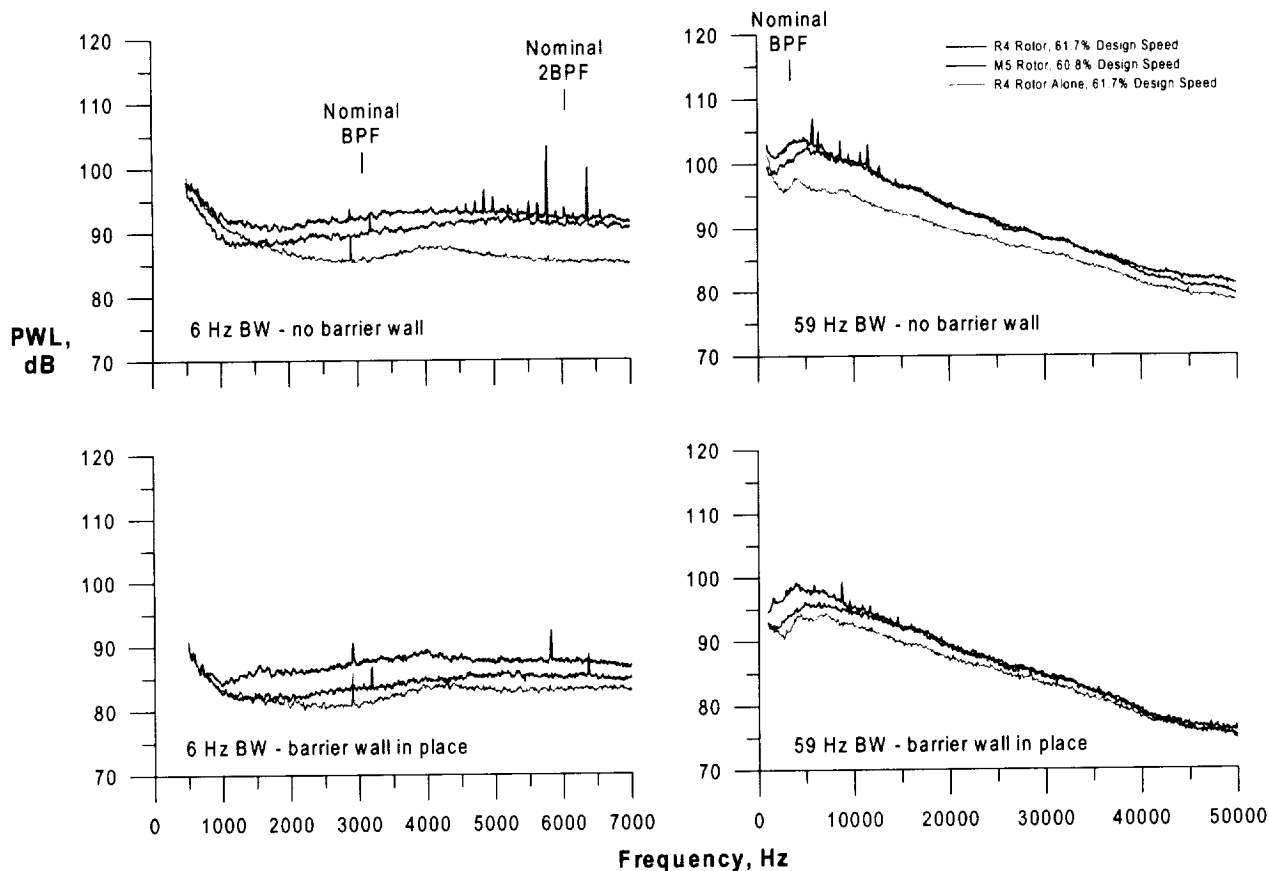 120
110
100
90
80
70
Nominal
BPF
Nominal
2BPF
6 Hz BW - no barrier wall
PWL,
dB
120
110
100
90
80
70
Nominal
BPF
R4 Rotor, 61.7% Design Speed
M5 Rotor, 60.8% Design Speed
R4 Rotor Alone, 61.7% Design Speed
59 Hz BW - no barrier wall
120
110
100
90
80
70
6 Hz BW - barrier wall in place
0 1000 2000 3000 4000 5000 6000 7000
120
110
100
90
80
70
59 Hz BW - barrier wall in place
0 10000 20000 30000 40000 50000
Frequency, Hz